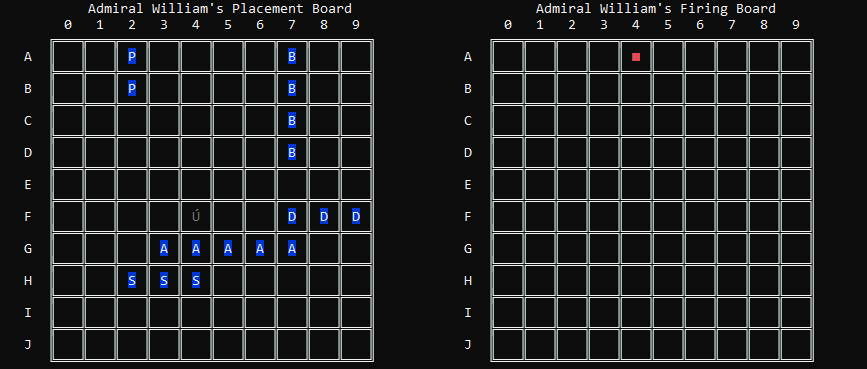 Admiral William's Placement Board Admiral William's Firing Board
0 1 2 3 4 5 6 7 8 9 0 1 2 3 4 5 6 7 8 9
A P B A ■
B P B B
C B C
D B D
E E
F Ú D D D F
G A A A A A G
H S S S H
I I
J J